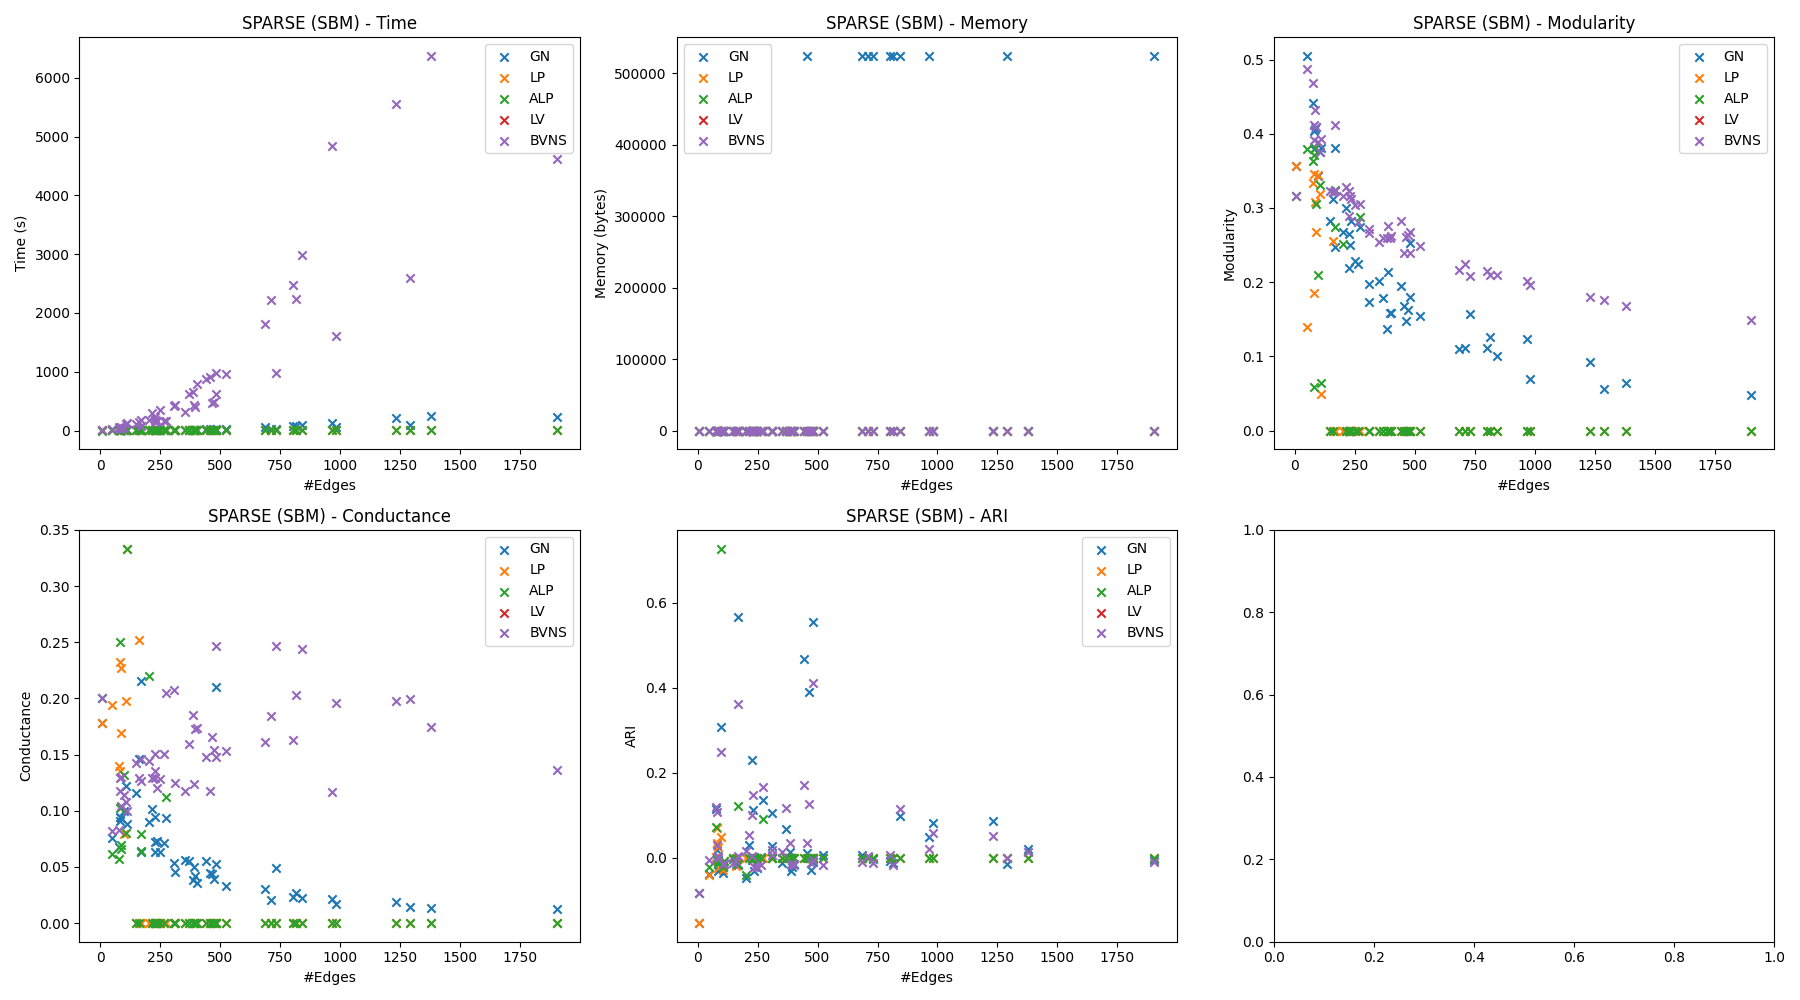 SPARSE (SBM) - Time
Time (s)
6000
5000
4000
3000
2000
1000
0
0 250 500 750 1000 1250 1500 1750
#Edges
GN
LP
ALP
LV
BVNS
SPARSE (SBM) - Memory
Memory (bytes)
500000
400000
300000
200000
100000
0
0 250 500 750 1000 1250 1500 1750
#Edges
GN
LP
ALP
LV
BVNS
SPARSE (SBM) - Modularity
Modularity
0.5
0.4
0.3
0.2
0.1
0.0
0 250 500 750 1000 1250 1500 1750
#Edges
GN
LP
ALP
LV
BVNS
SPARSE (SBM) - Conductance
Conductance
0.35
0.30
0.25
0.20
0.15
0.10
0.05
0.00
0 250 500 750 1000 1250 1500 1750
#Edges
GN
LP
ALP
LV
BVNS
SPARSE (SBM) - ARI
ARI
0.6
0.4
0.2
0.0
0 250 500 750 1000 1250 1500 1750
#Edges
GN
LP
ALP
LV
BVNS
1.0
0.8
0.6
0.4
0.2
0.0
0.0 0.2 0.4 0.6 0.8 1.0